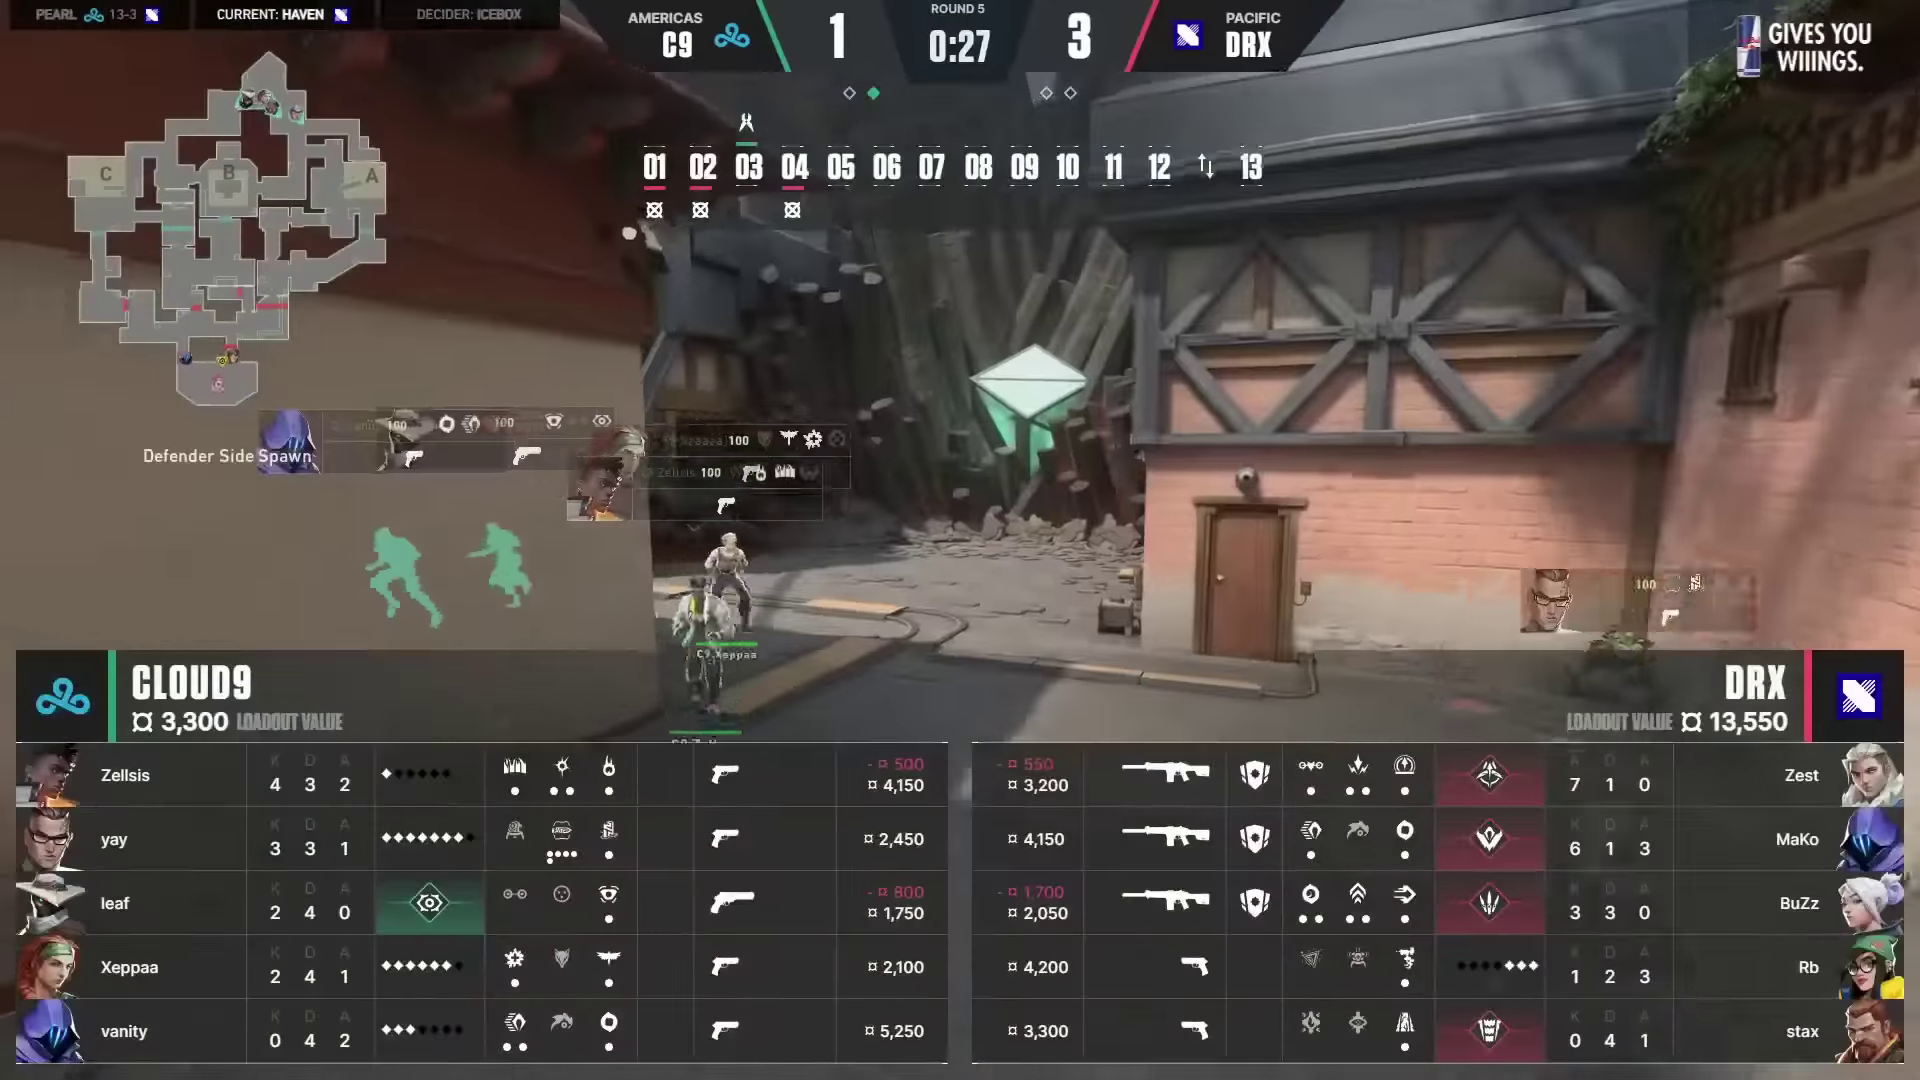 PEARL 13-3
CURRENT: HAVEN
DECIDER: ICEBOX
AMERICAS
C9
1
ROUND 5
0:27
3
PACIFIC
DRX
GIVES YOU
WIIINGS.
01 02 03 04 05 06 07 08 09 10 11 12 13
C
B
A
Defender Side Spawn
100
100
100
Zellsis 100
100
C9 Xeppaa
CLOUD9
¤ 3,300 LOADOUT VALUE
DRX
LOADOUT VALUE ¤ 13,550
Zellsis K 4 D 3 A 2 - ¤ 500 ¤ 4,150
yay K 3 D 3 A 1 ¤ 2,450
leaf K 2 D 4 A 0 - ¤ 800 ¤ 1,750
Xeppaa K 2 D 4 A 1 ¤ 2,100
vanity K 0 D 4 A 2 ¤ 5,250
- ¤ 550 ¤ 3,200 K 7 D 1 A 0 Zest
¤ 4,150 K 6 D 1 A 3 MaKo
- ¤ 1,700 ¤ 2,050 K 3 D 3 A 0 BuZz
¤ 4,200 K 1 D 2 A 3 Rb
¤ 3,300 K 0 D 4 A 1 stax